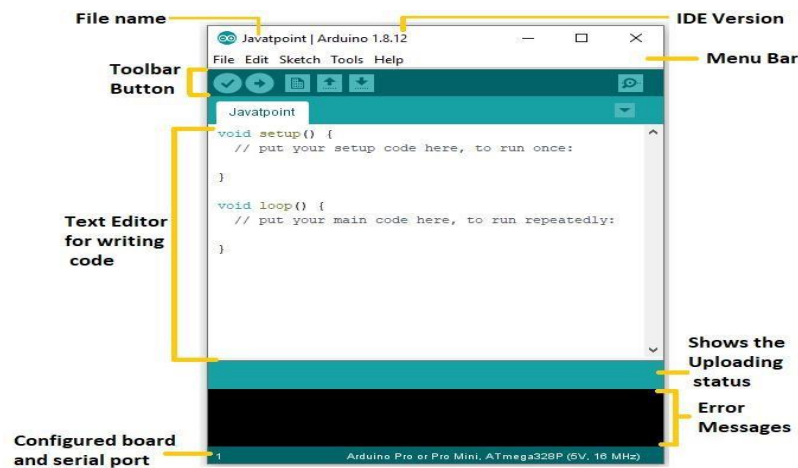 File name
IDE Version
Javatpoint | Arduino 1.8.12
File Edit Sketch Tools Help
Menu Bar
Toolbar
Button
Javatpoint
void setup() {
// put your setup code here, to run once:
}
void loop() {
// put your main code here, to run repeatedly:
}
Text Editor
for writing
code
Shows the
Uploading
status
Error
Messages
Configured board
and serial port
1
Arduino Pro or Pro Mini, ATmega328P (5V, 16 MHz)